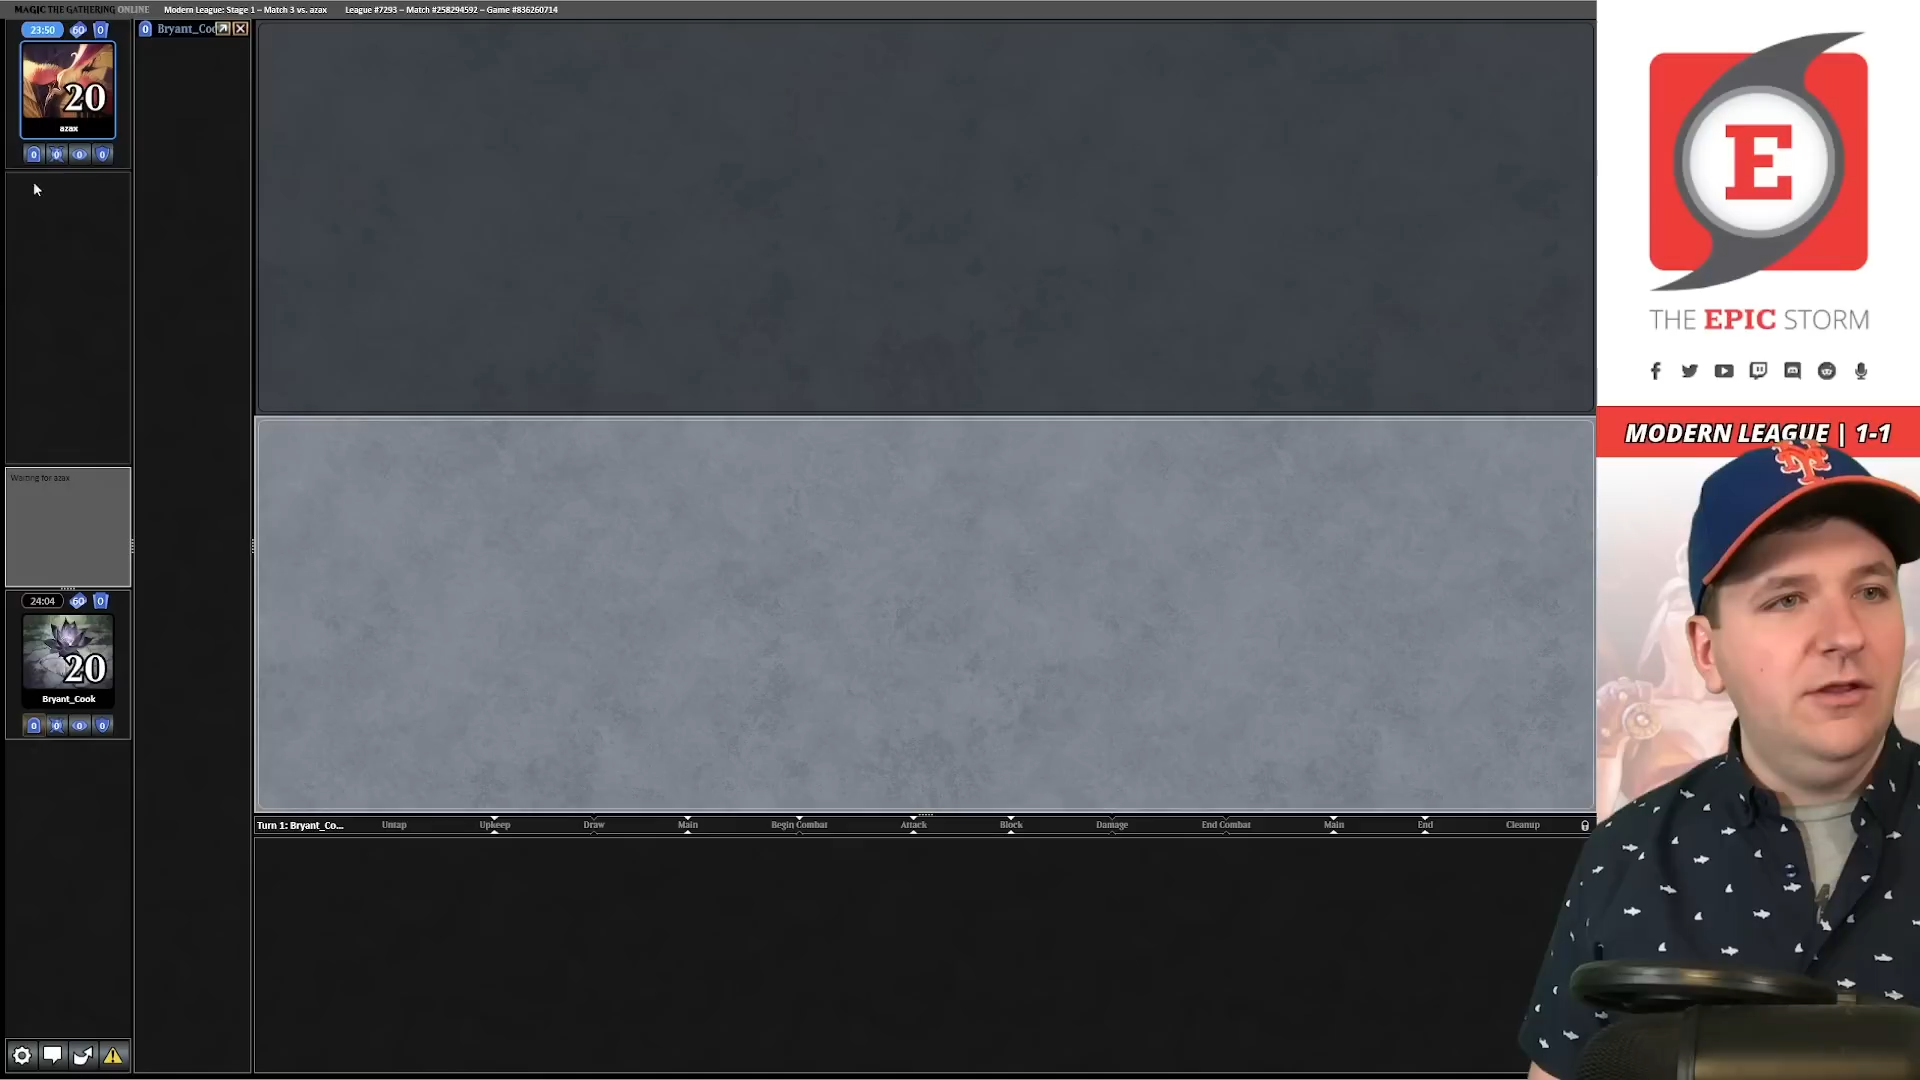 MAGIC THE GATHERING ONLINE
Modern League: Stage 1 – Match 3 vs. azax
League #7293 – Match #258294592 – Game #836260714
23:50
60
0
0
Bryant_Coo
20
azax
0
0
0
0
Waiting for azax
24:04
60
0
20
Bryant_Cook
0
0
0
0
Turn 1: Bryant_Co...
Untap
Upkeep
Draw
Main
Begin Combat
Attack
Block
Damage
End Combat
Main
End
Cleanup
E
THE EPIC STORM
MODERN LEAGUE | 1-1
NY